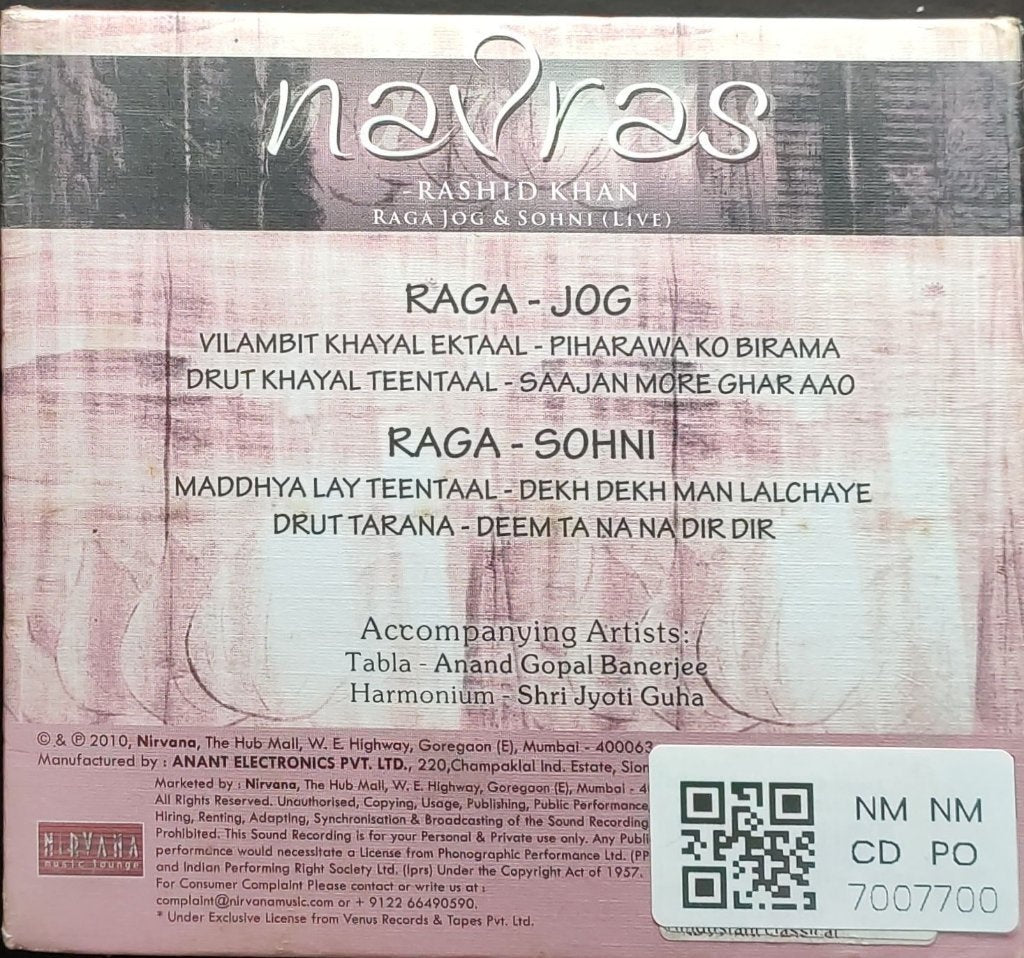 navras
- RASHID KHAN
RAGA JOG & SOHNI (LIVE)
RAGA - JOG
VILAMBIT KHAYAL EKTAAL - PIHARAWA KO BIRAMA
DRUT KHAYAL TEENTAAL - SAAJAN MORE GHAR AAO
RAGA - SOHNI
MADDHYA LAY TEENTAAL - DEKH DEKH MAN LALCHAYE
DRUT TARANA - DEEM TA NA NA DIR DIR
Accompanying Artists:
Tabla - Anand Gopal Banerjee
Harmonium - Shri Jyoti Guha
© & ℗ 2010, Nirvana, The Hub Mall, W. E. Highway, Goregaon (E), Mumbai - 400063
Manufactured by : ANANT ELECTRONICS PVT. LTD., 220,Champaklal Ind. Estate, Sion
Marketed by : Nirvana, The Hub Mall, W. E. Highway, Goregaon (E), Mumbai - 4
All Rights Reserved. Unauthorised, Copying, Usage, Publishing, Public Performance,
Hiring, Renting, Adapting, Synchronisation & Broadcasting of the Sound Recording
Prohibited. This Sound Recording is for your Personal & Private use only. Any Publi
performance would necessitate a License from Phonographic Performance Ltd. (PP
and Indian Performing Right Society Ltd. (Iprs) Under the Copyright Act of 1957.
For Consumer Complaint Please contact or write us at :
complaint@nirvanamusic.com or + 9122 66490590.
* Under Exclusive License from Venus Records & Tapes Pvt. Ltd.
NIRVANA
music lounge
NM NM
CD PO
7007700